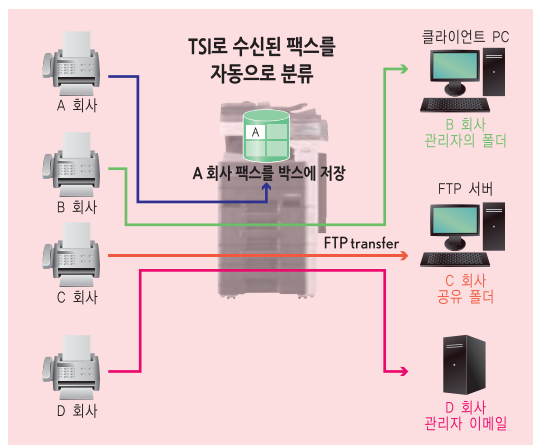 TSI로 수신된 팩스를
자동으로 분류
A 회사
B 회사
C 회사
D 회사
A
A 회사 팩스를 박스에 저장
FTP transfer
클라이언트 PC
B 회사
관리자의 폴더
FTP 서버
C 회사
공유 폴더
D 회사
관리자 이메일